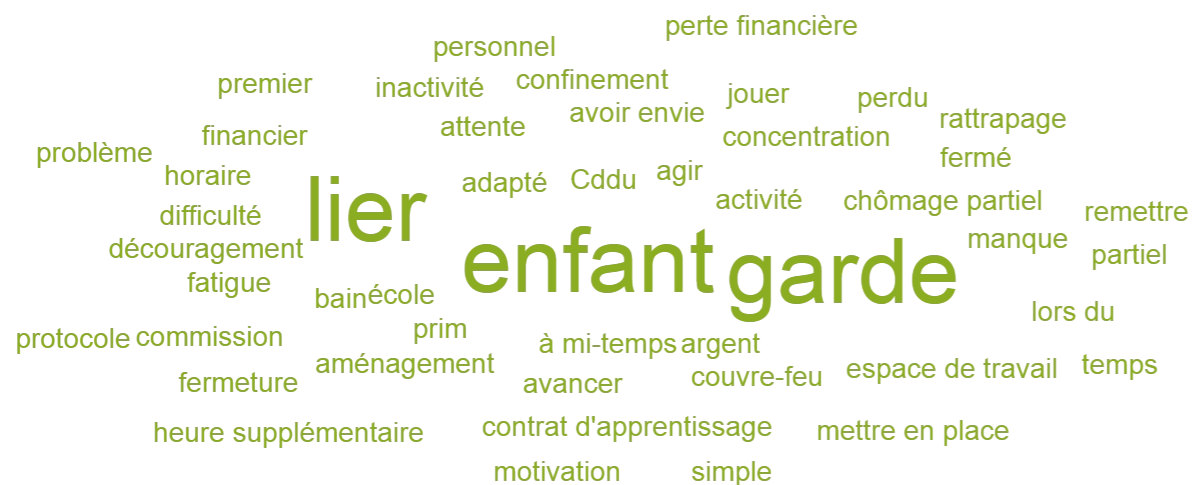 perte financière
personnel
confinement
premier
inactivité
jouer
perdu
avoir envie
rattrapage
attente
financier
concentration
problème
fermé
agir
horaire
adapté
Cddu
activité
chômage partiel
lier
difficulté
remettre
manque
découragement
partiel
enfant
garde
fatigue
bain
école
lors du
prim
protocole
commission
à mi-temps
argent
aménagement
temps
espace de travail
couvre-feu
fermeture
avancer
contrat d'apprentissage
mettre en place
heure supplémentaire
motivation
simple